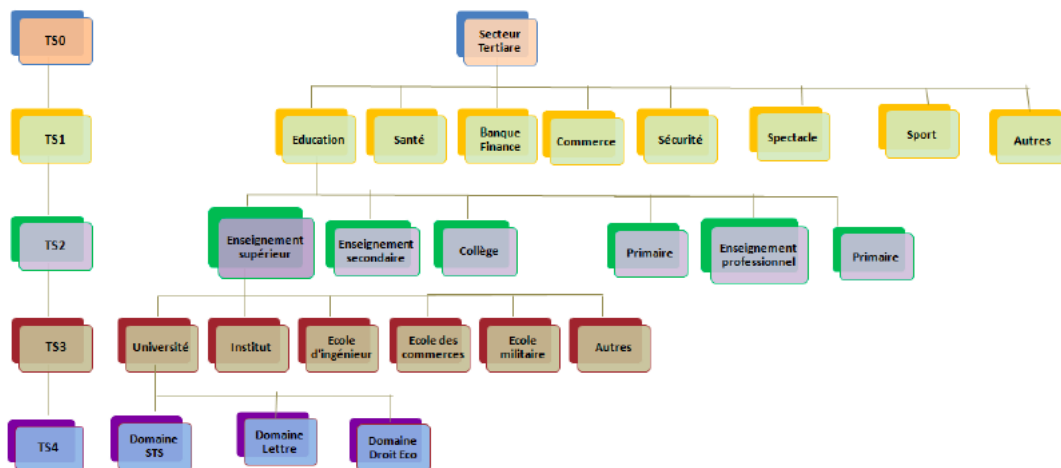 TS0
Secteur
Tertiare
TS1
Education
Santé
Banque
Finance
Commerce
Sécurité
Spectacle
Sport
Autres
TS2
Enseignement
supérieur
Enseignement
secondaire
Collège
Primaire
Enseignement
professionnel
Primaire
TS3
Université
Institut
Ecole
d'ingénieur
Ecole des
commerces
Ecole
militaire
Autres
TS4
Domaine
STS
Domaine
Lettre
Domaine
Droit Eco